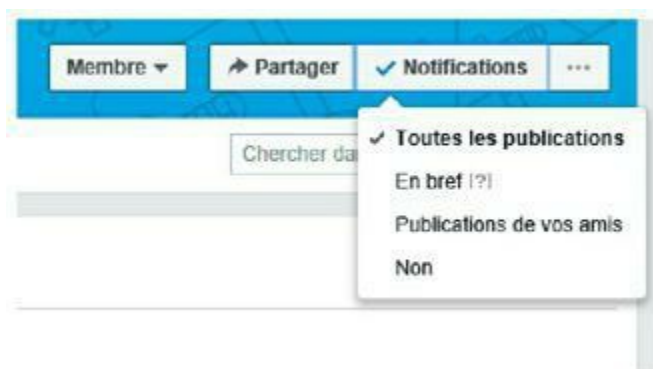 Membre Partager Notifications ...
Chercher da
Toutes les publications
En bref [?]
Publications de vos amis
Non